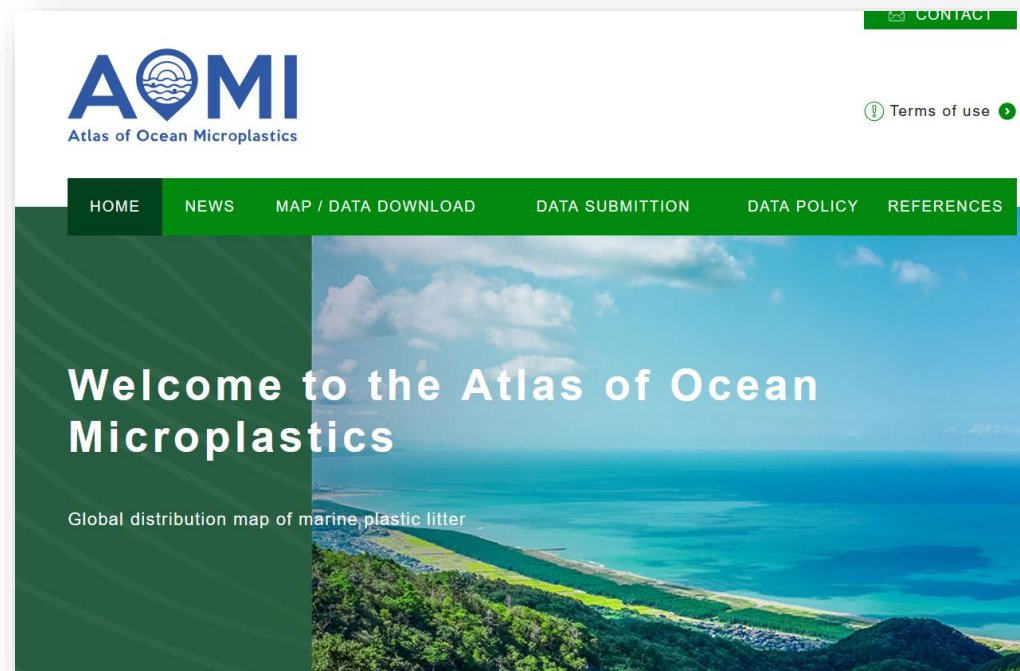 CONTACT
AOMI
Atlas of Ocean Microplastics
Terms of use
HOME NEWS MAP / DATA DOWNLOAD DATA SUBMITTION DATA POLICY REFERENCES
Welcome to the Atlas of Ocean
Microplastics
Global distribution map of marine plastic litter